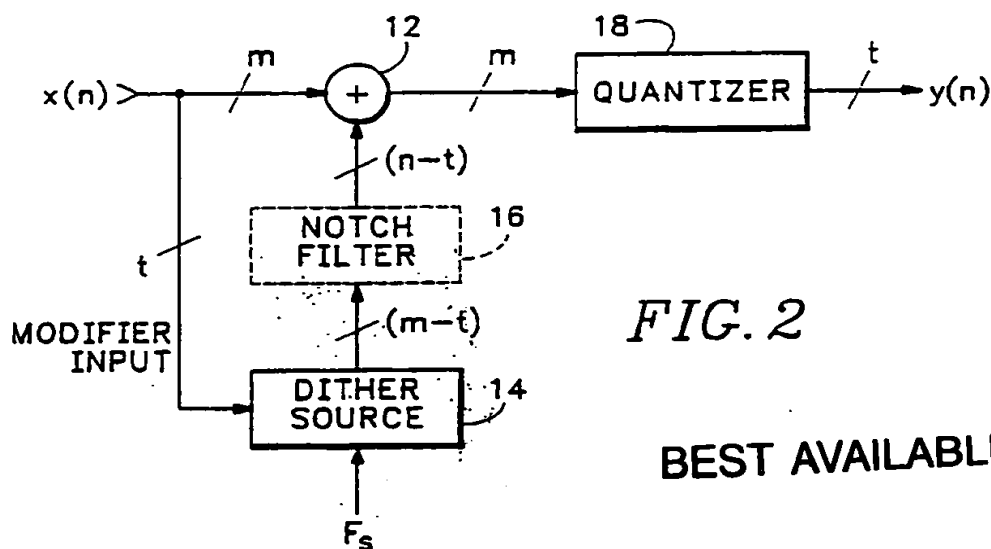 12
18
x(n)
m
+
m
QUANTIZER
t
y(n)
(n-t)
NOTCH
FILTER
16
t
(m-t)
MODIFIER
INPUT
DITHER
SOURCE
14
FIG. 2
Fs
BEST AVAILABL